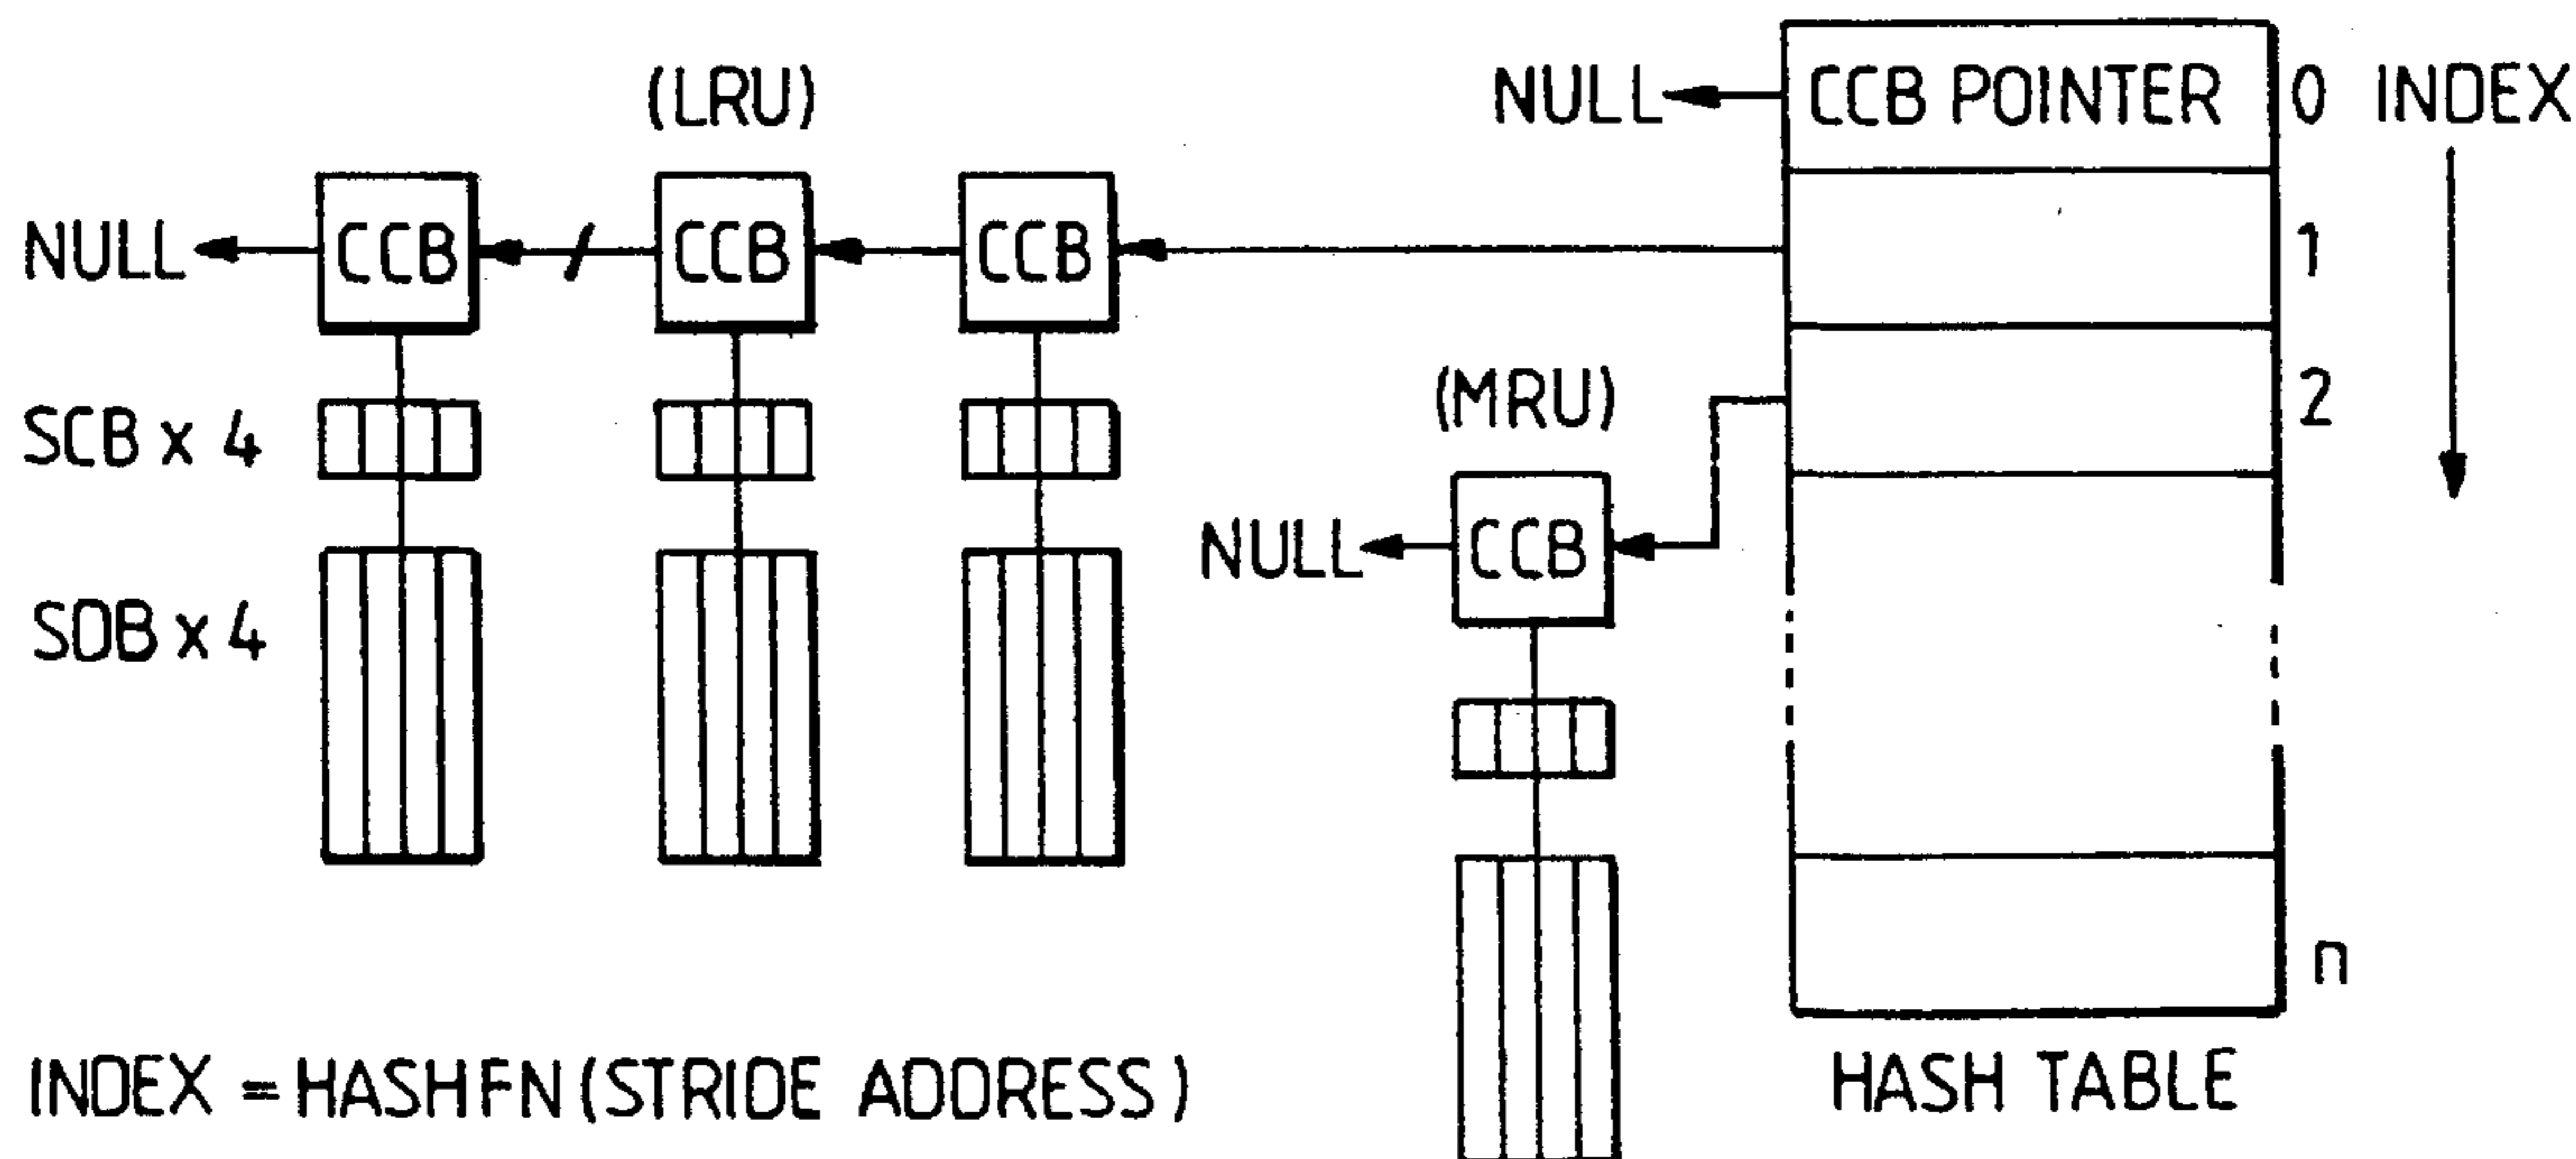 (LRU)
NULL
CCB POINTER
0
INDEX
NULL
CCB
CCB
CCB
1
(MRU)
2
SCB x 4
NULL
CCB
SDB x 4
n
INDEX = HASHFN (STRIDE ADDRESS)
HASH TABLE